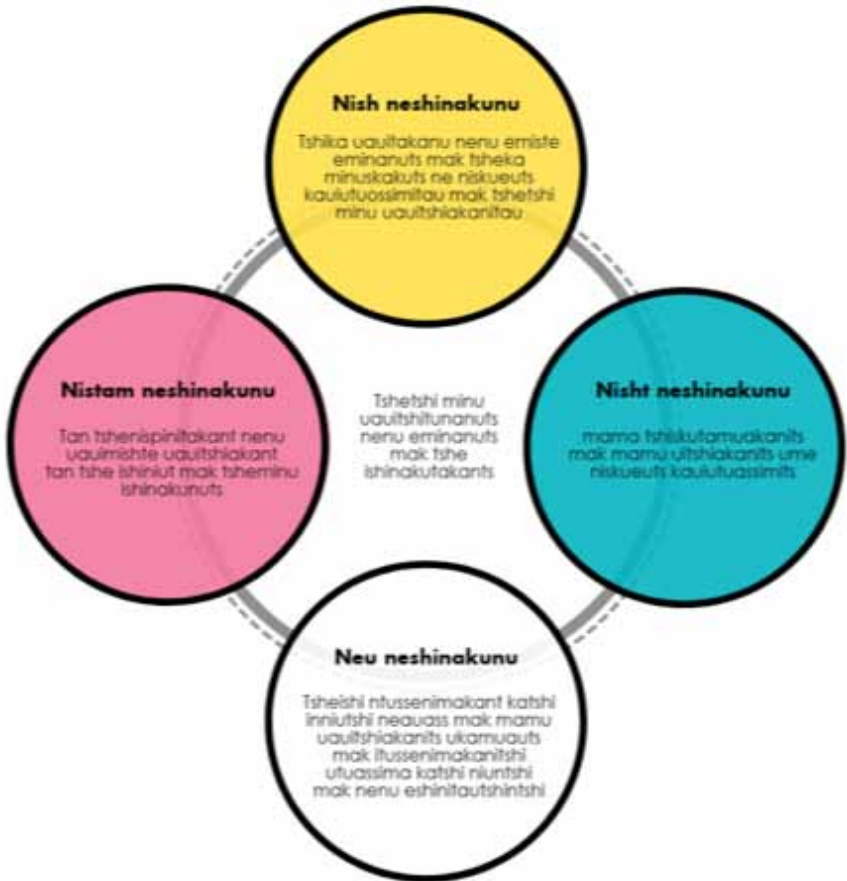 Nish neshinakunu
Tshika uauitakanu nenu emiste
eminanuts mak tsheka
minuskakuts ne niskueuts
kauiutuossimitau mak tshetshi
minu uauitshiakanitau
Nistam neshinakunu
Tan tshenispinitakant nenu
uauimishte uauitshiakant
tan tshe ishiniut mak tsheminu
ishinakunuts
Tshetshi minu
uauitshitunanuts
nenu eminanuts
mak tshe
ishinakutakants
Nisht neshinakunu
mama tshiskutamuakanits
mak mamu uitshiakanits ume
niskueuts kauiutuassimits
Neu neshinakunu
Tsheishi ntussenimakant katshi
inniutshi neauass mak mamu
uauitshiakanits ukamuauts
mak itussenimakanitshi
utuassima katshi niuntshi
mak nenu eshinitautshintshi